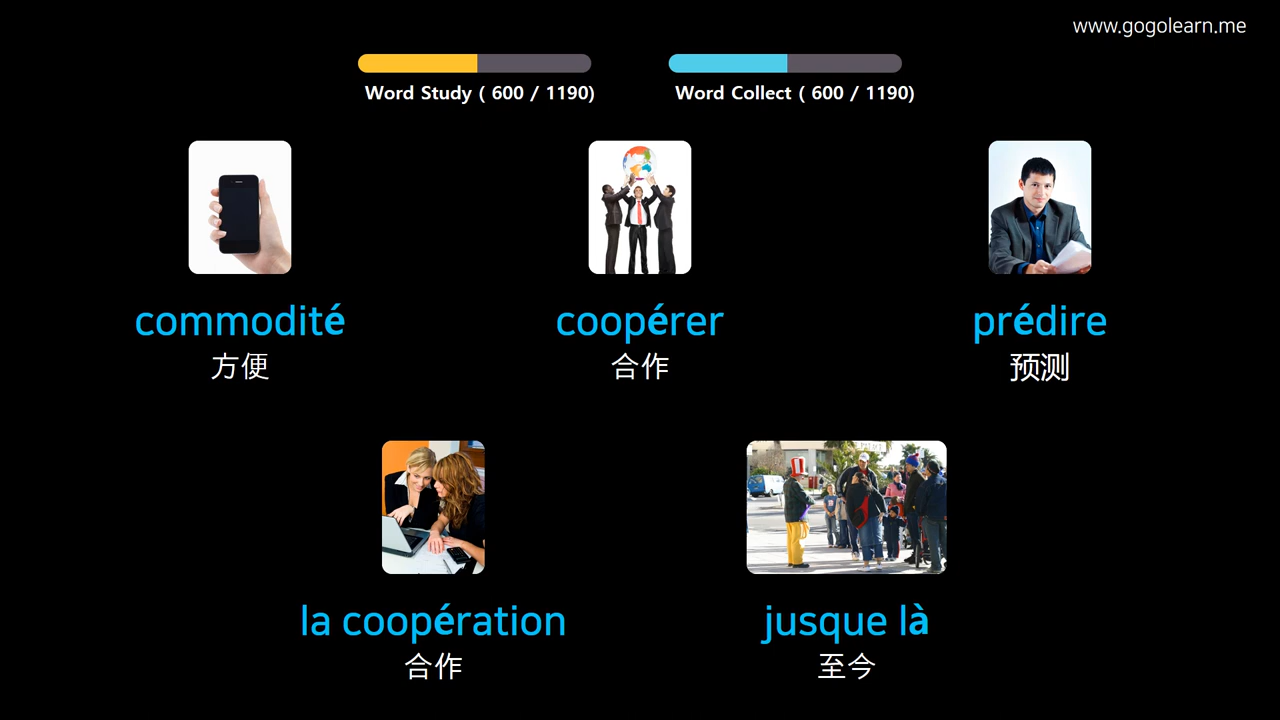 www.gogolearn.me
Word Study ( 600 / 1190)
Word Collect ( 600 / 1190)
commodité
方便
coopérer
合作
prédire
预测
la coopération
合作
jusque là
至今